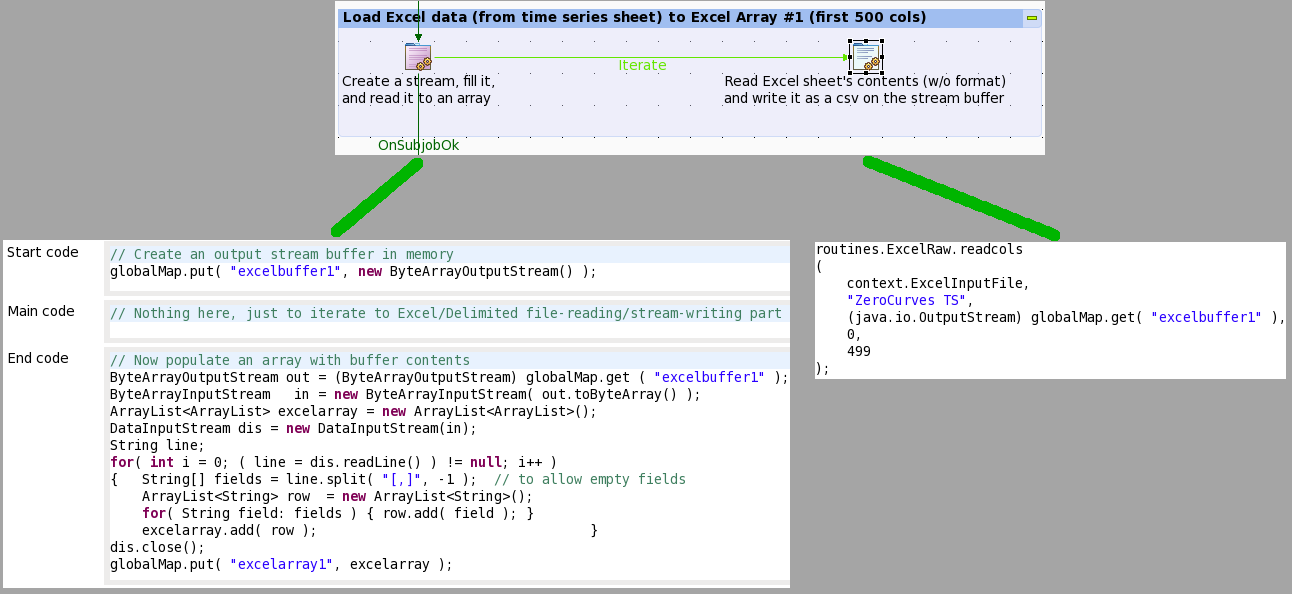 Load Excel data (from time series sheet) to Excel Array #1 (first 500 cols)
Iterate
Create a stream, fill it,
and read it to an array
Read Excel sheet's contents (w/o format)
and write it as a csv on the stream buffer
OnSubjobOk
Start code
// Create an output stream buffer in memory
globalMap.put( "excelbuffer1", new ByteArrayOutputStream() );
Main code
// Nothing here, just to iterate to Excel/Delimited file-reading/stream-writing part
End code
// Now populate an array with buffer contents
ByteArrayOutputStream out = (ByteArrayOutputStream) globalMap.get ( "excelbuffer1" );
ByteArrayInputStream   in = new ByteArrayInputStream( out.toByteArray() );
ArrayList<ArrayList> excelarray = new ArrayList<ArrayList>();
DataInputStream dis = new DataInputStream(in);
String line;
for( int i = 0; ( line = dis.readLine() ) != null; i++ )
{   String[] fields = line.split( "[,]", -1 );  // to allow empty fields
    ArrayList<String> row  = new ArrayList<String>();
    for( String field: fields ) { row.add( field ); }
    excelarray.add( row );                                   }
dis.close();
globalMap.put( "excelarray1", excelarray );
routines.ExcelRaw.readcols
(
    context.ExcelInputFile,
    "ZeroCurves TS",
    (java.io.OutputStream) globalMap.get( "excelbuffer1" ),
    0,
    499
);